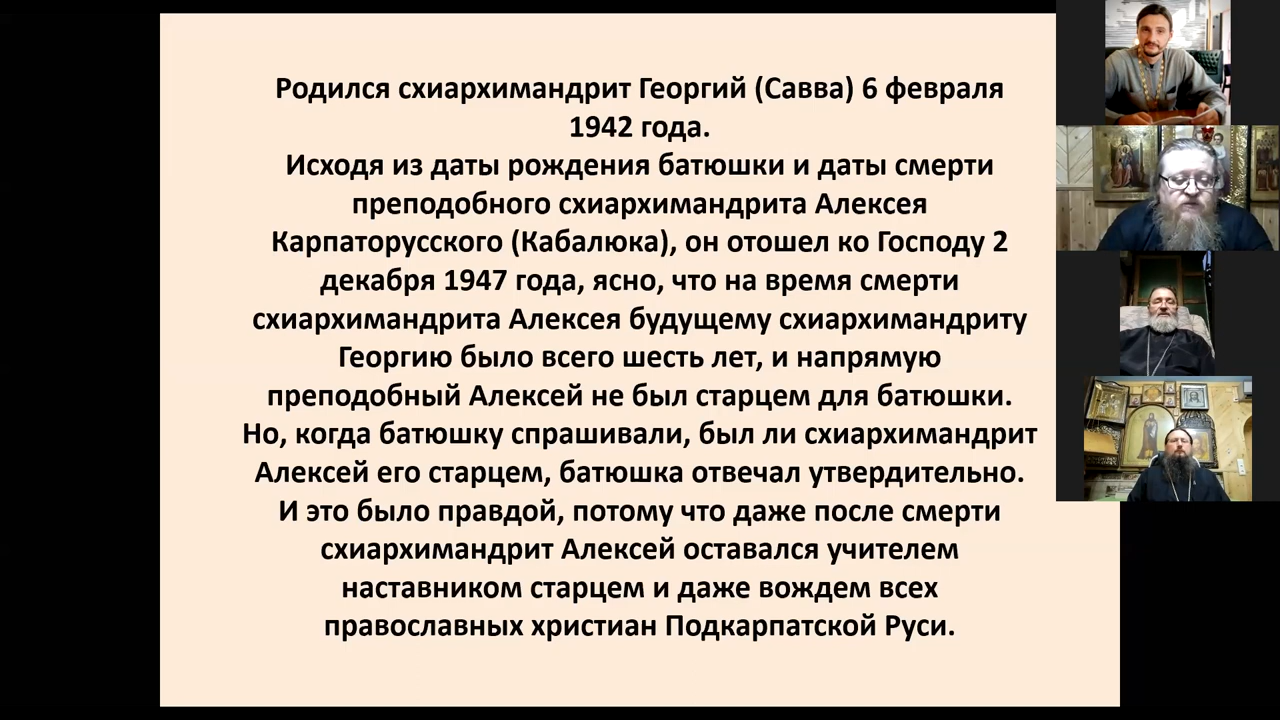 Родился схиархимандрит Георгий (Савва) 6 февраля
1942 года.
Исходя из даты рождения батюшки и даты смерти
преподобного схиархимандрита Алексея
Карпаторусского (Кабалюка), он отошел ко Господу 2
декабря 1947 года, ясно, что на время смерти
схиархимандрита Алексея будущему схиархимандриту
Георгию было всего шесть лет, и напрямую
преподобный Алексей не был старцем для батюшки.
Но, когда батюшку спрашивали, был ли схиархимандрит
Алексей его старцем, батюшка отвечал утвердительно.
И это было правдой, потому что даже после смерти
схиархимандрит Алексей оставался учителем
наставником старцем и даже вождем всех
православных христиан Подкарпатской Руси.